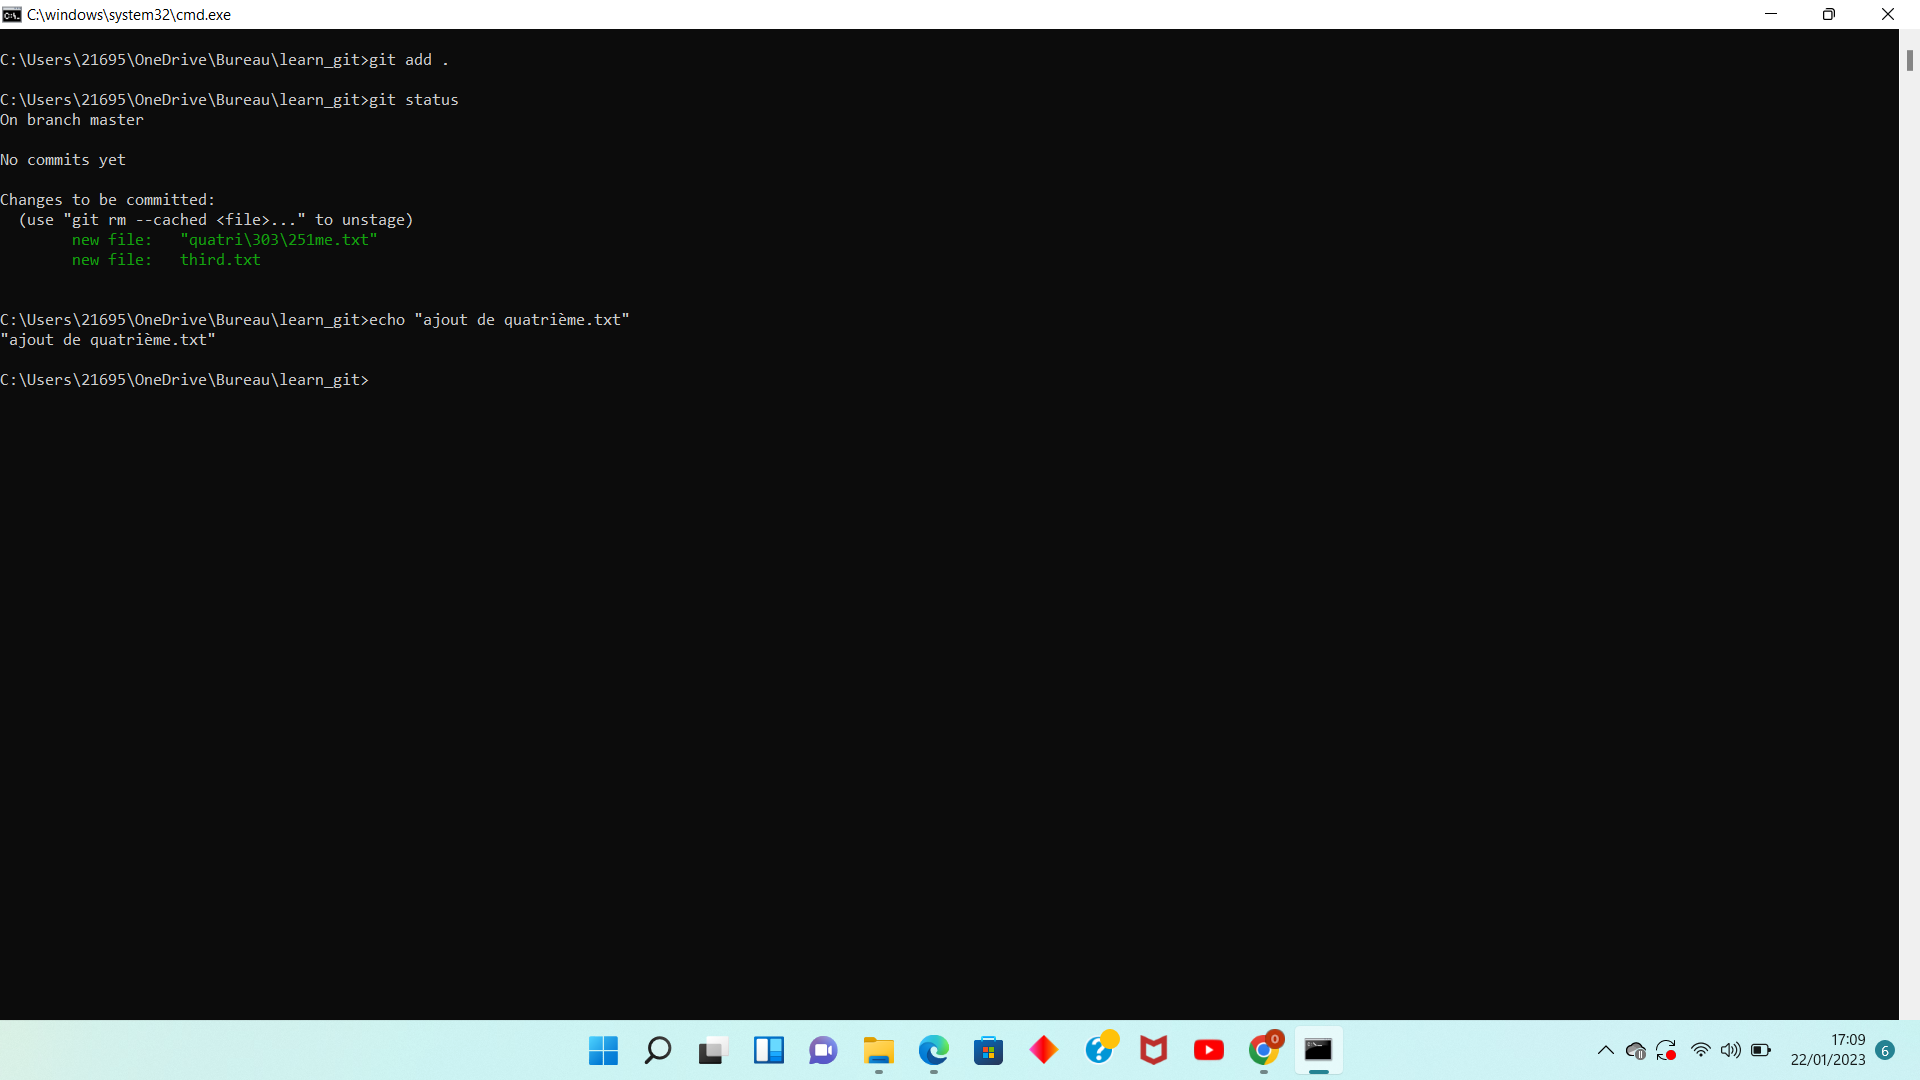 C:\windows\system32\cmd.exe
C:\Users\21695\OneDrive\Bureau\learn_git>git add .
C:\Users\21695\OneDrive\Bureau\learn_git>git status
On branch master
No commits yet
Changes to be committed:
  (use "git rm --cached <file>..." to unstage)
        new file:   "quatri\303\251me.txt"
        new file:   third.txt
C:\Users\21695\OneDrive\Bureau\learn_git>echo "ajout de quatrième.txt"
"ajout de quatrième.txt"
C:\Users\21695\OneDrive\Bureau\learn_git>
0
17:09
22/01/2023
6